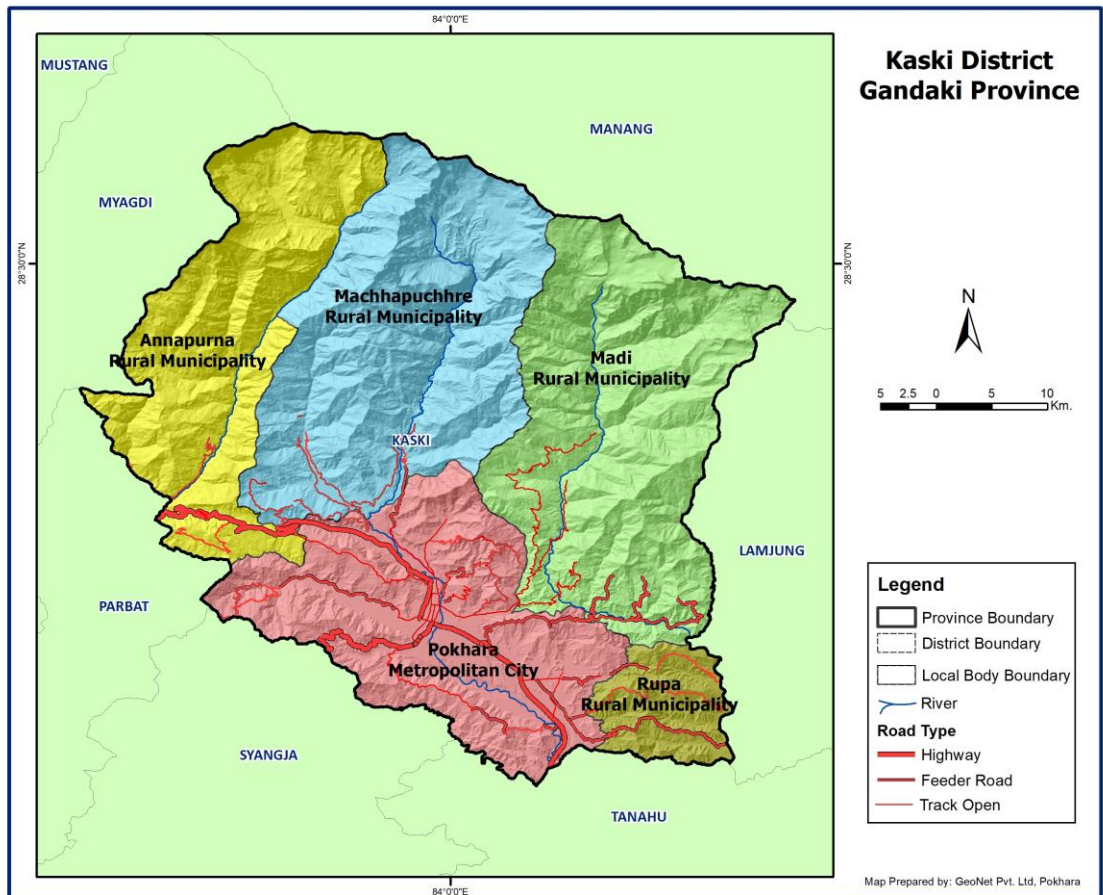 84°0'0"E
Kaski District
Gandaki Province
MUSTANG
MANANG
MYAGDI
28°30'0"N
28°30'0"N
Machhapuchhre
Rural Municipality
Annapurna
Rural Municipality
Madi
Rural Municipality
N
5 2.5 0 5 10
Km.
KASKI
LAMJUNG
PARBAT
Pokhara
Metropolitan City
Rupa
Rural Municipality
SYANGJA
TANAHU
Legend
Province Boundary
District Boundary
Local Body Boundary
River
Road Type
Highway
Feeder Road
Track Open
84°0'0"E
Map Prepared by: GeoNet Pvt. Ltd, Pokhara